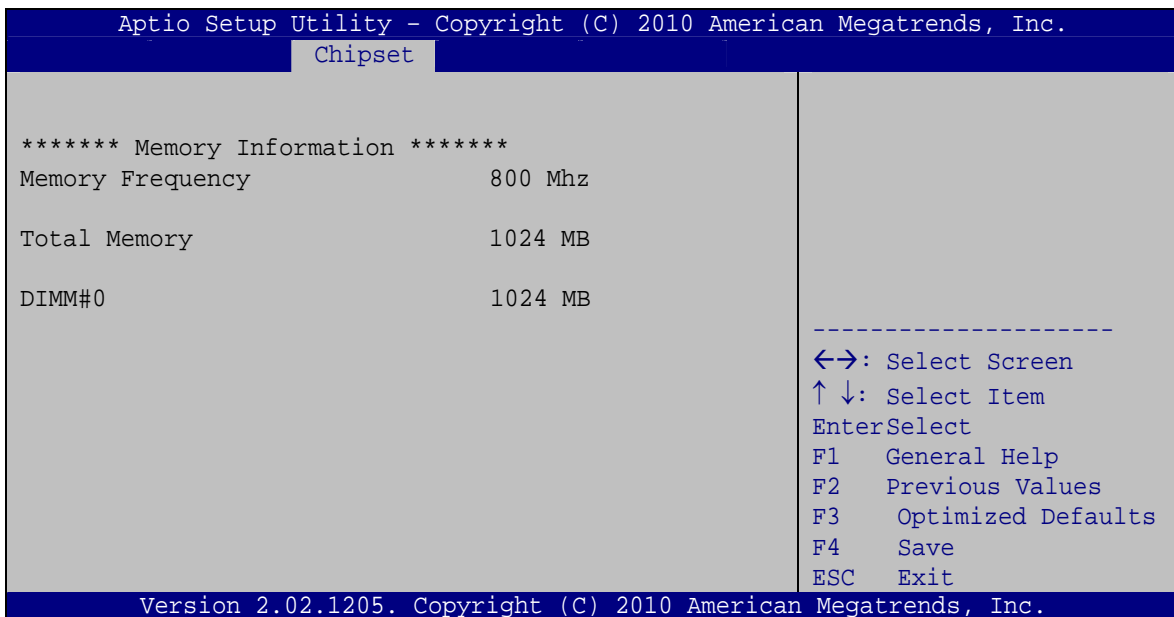 Aptio Setup Utility – Copyright (C) 2010 American Megatrends, Inc.
Chipset
******* Memory Information *******
Memory Frequency 800 Mhz
Total Memory 1024 MB
DIMM#0 1024 MB
---------------------
←→: Select Screen
↑ ↓: Select Item
EnterSelect
F1 General Help
F2 Previous Values
F3 Optimized Defaults
F4 Save
ESC Exit
Version 2.02.1205. Copyright (C) 2010 American Megatrends, Inc.